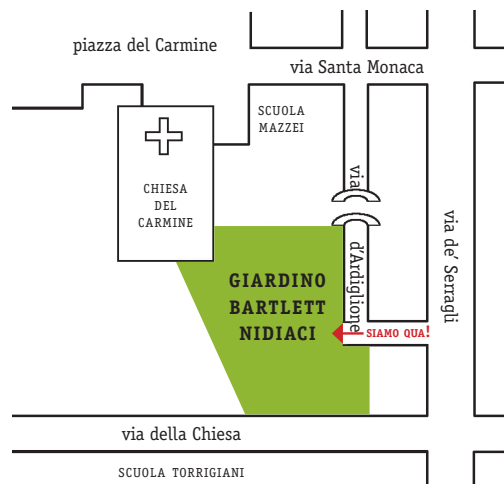 piazza del Carmine
via Santa Monaca
SCUOLA
MAZZEI
CHIESA
DEL
CARMINE
via
d'Ardiglione
via de' Serragli
GIARDINO
BARTLETT
NIDIACI
SIAMO QUA!
via della Chiesa
SCUOLA TORRIGIANI